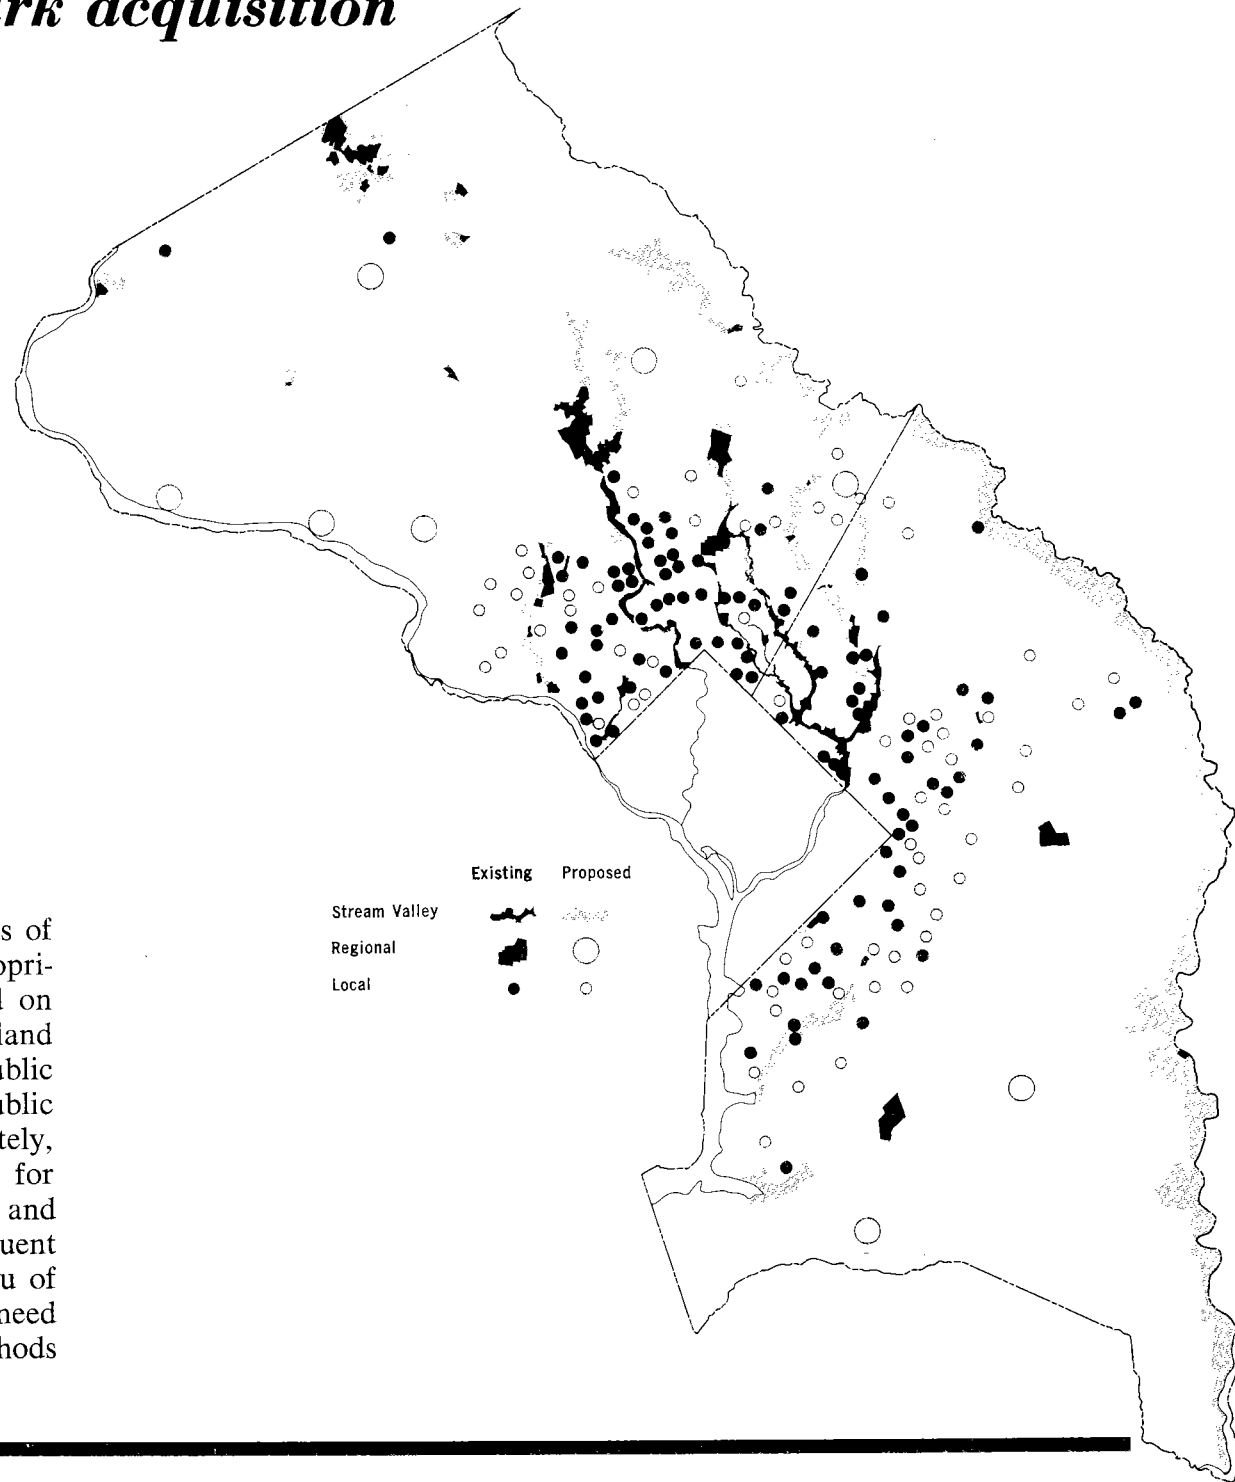 acquisition
Existing Proposed
Stream Valley
Regional
Local
s of
opri-
on
land
ublic
ublic
tely,
for
and
uent
u of
need
hods